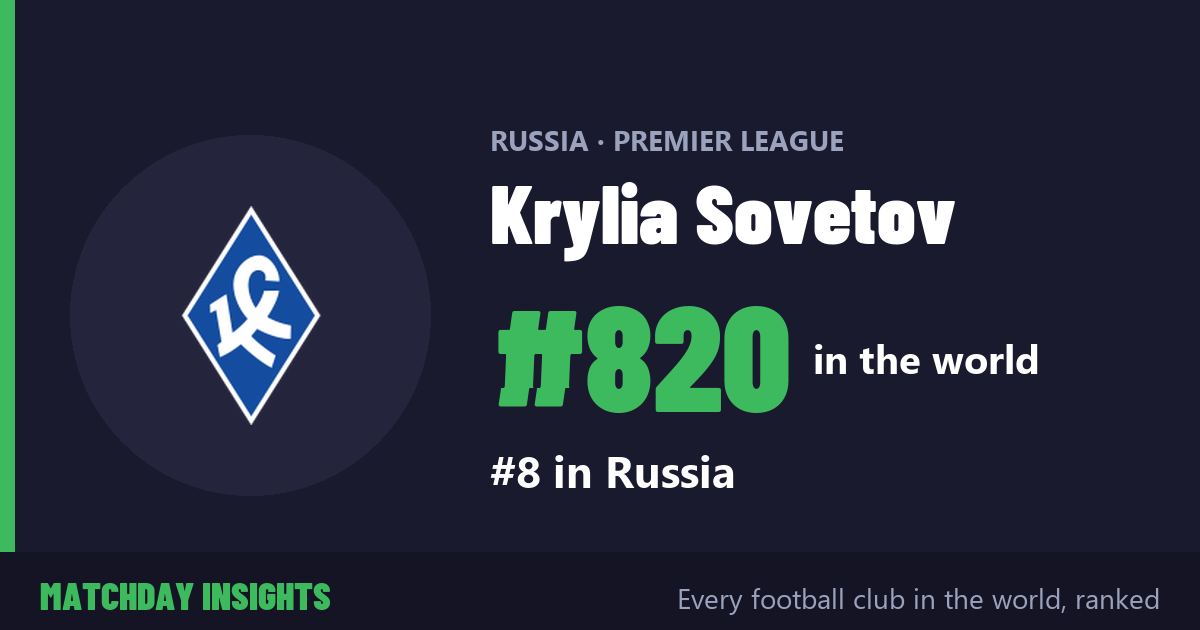 RUSSIA · PREMIER LEAGUE
Krylia Sovetov
#820 in the world
#8 in Russia
MATCHDAY INSIGHTS
Every football club in the world, ranked